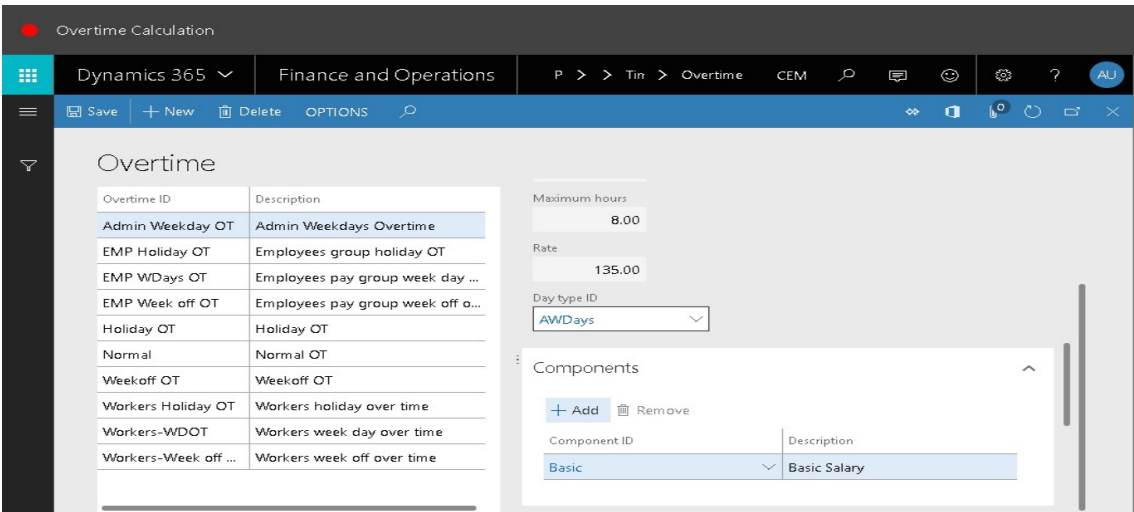 Overtime Calculation
Dynamics 365 Finance and Operations P > > Tin > Overtime CEM ? AU
Save + New Delete OPTIONS 0
Overtime
Overtime ID Description
Admin Weekday OT Admin Weekdays Overtime
EMP Holiday OT Employees group holiday OT
EMP WDays OT Employees pay group week day ...
EMP Week off OT Employees pay group week off o...
Holiday OT Holiday OT
Normal Normal OT
Weekoff OT Weekoff OT
Workers Holiday OT Workers holiday over time
Workers-WDOT Workers week day over time
Workers-Week off ... Workers week off over time
Maximum hours
8.00
Rate
135.00
Day type ID
AWDays
Components
+ Add Remove
Component ID Description
Basic Basic Salary